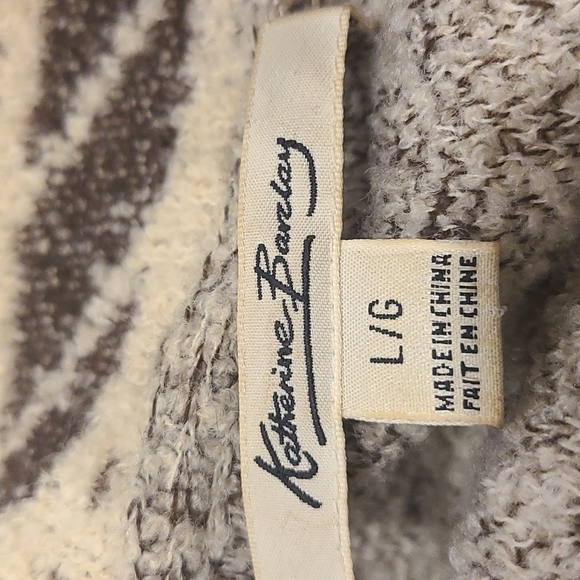 Katherine Barclay
L/G
MADE IN CHINA
FAIT EN CHINE